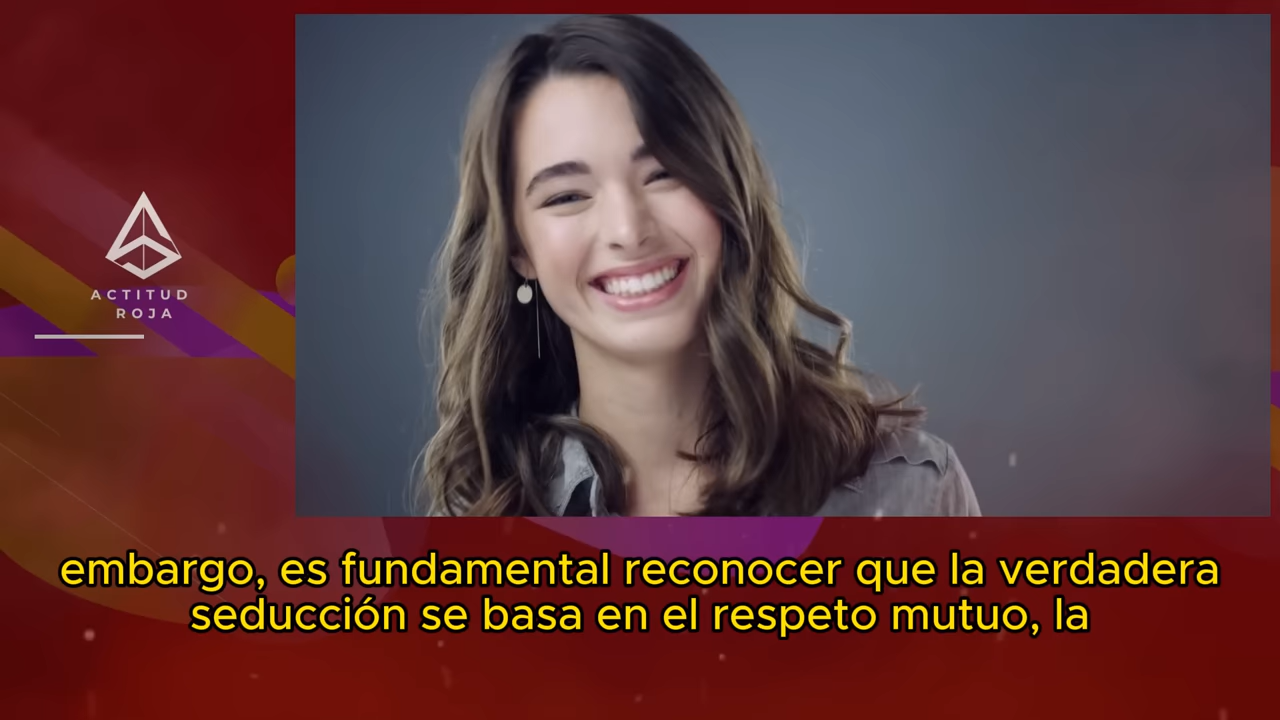 ACTITUD
ROJA
embargo, es fundamental reconocer que la verdadera
seducción se basa en el respeto mutuo, la